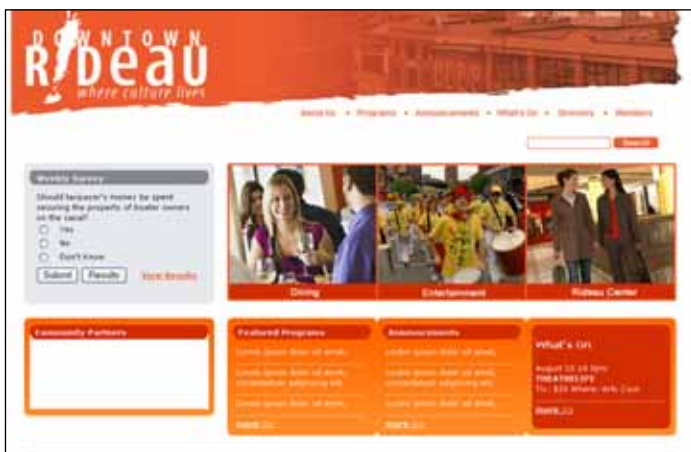 DOWNTOWN
RIDEAU
where culture lives
About Us • Programs • Announcements • What's On • Directory • Members
Search
Weekly Survey
Should taxpayer's money be spent
securing the property of boater owners
on the canal?
Yes
No
Don't Know
Submit Results View Results
Dining Entertainment Rideau Center
Community Partners
Featured Programs
Lorem ipsum dolor sit amet,
Lorem ipsum dolor sit amet,
consectetuer adipiscing elit
Lorem ipsum dolor sit amet,
more >>
Announcements
Lorem ipsum dolor sit amet,
Lorem ipsum dolor sit amet,
consectetuer adipiscing elit
Lorem ipsum dolor sit amet,
more >>
What's On
August
Where: Arts Court
more >>